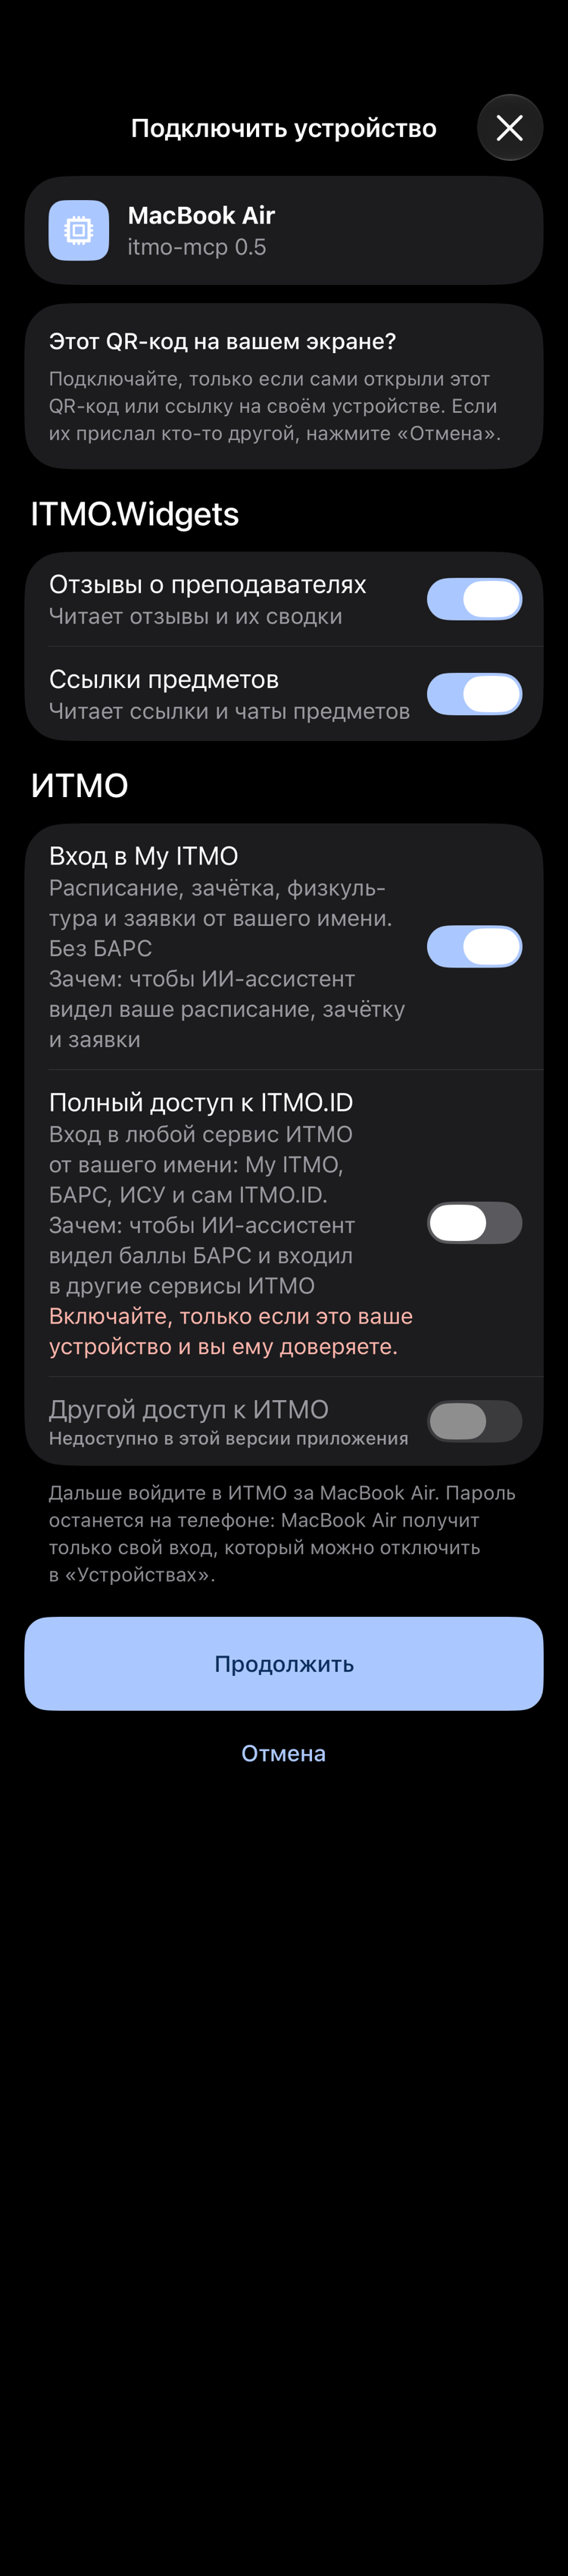 Подключить устройство
MacBook Air
itmo-mcp 0.5
Этот QR-код на вашем экране?
Подключайте, только если сами открыли этот
QR-код или ссылку на своём устройстве. Если
их прислал кто-то другой, нажмите «Отмена».
ITMO.Widgets
Отзывы о преподавателях
Читает отзывы и их сводки
Ссылки предметов
Читает ссылки и чаты предметов
ИТМО
Вход в My ITMO
Расписание, зачётка, физкуль-
тура и заявки от вашего имени.
Без БАРС
Зачем: чтобы ИИ-ассистент
видел ваше расписание, зачётку
и заявки
Полный доступ к ITMO.ID
Вход в любой сервис ИТМО
от вашего имени: My ITMO,
БАРС, ИСУ и сам ITMO.ID.
Зачем: чтобы ИИ-ассистент
видел баллы БАРС и входил
в другие сервисы ИТМО
Включайте, только если это ваше
устройство и вы ему доверяете.
Другой доступ к ИТМО
Недоступно в этой версии приложения
Дальше войдите в ИТМО за MacBook Air. Пароль
останется на телефоне: MacBook Air получит
только свой вход, который можно отключить
в «Устройствах».
Продолжить
Отмена